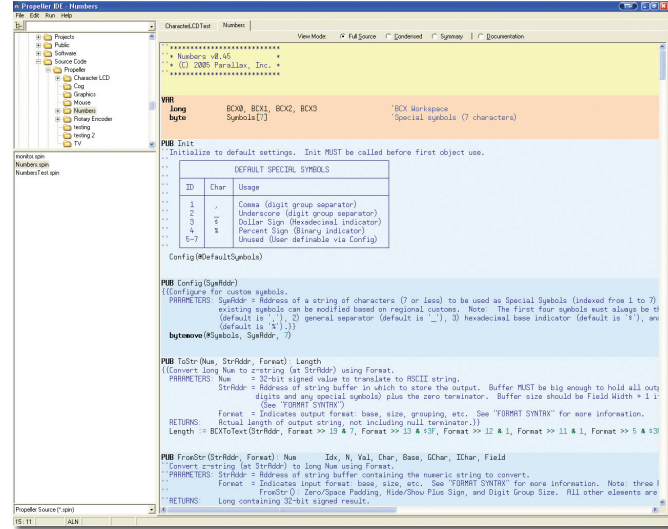 Propeller IDE - Numbers
File Edit Run Help
Projects
Public
Software
Source Code
Propeller
Character LCD
Cog
Graphics
Mouse
Numbers
Rotary Encoder
testing
testing 2
TV
monitor.spin
Numbers.spin
NumbersTest.spin
Propeller Source (*.spin)
15 : 11 ALN
CharacterLCDTest Numbers
View Mode: Full Source Condensed Summary Documentation
''***************************
''* Numbers v0.45 *
''* (C) 2005 Parallax, Inc. *
''***************************
VAR
long BCX0, BCX1, BCX2, BCX3 'BCX Workspace
byte Symbols[7] 'Special symbols (7 characters)
PUB Init
''Initialize to default settings. Init MUST be called before first object use.
DEFAULT SPECIAL SYMBOLS
ID Char Usage
1 , Comma (digit group separator)
2 _ Underscore (digit group separator)
3 $ Dollar Sign (Hexadecimal indicator)
4 % Percent Sign (Binary indicator)
5-7 Unused (User definable via Config)
Config(@DefaultSymbols)
PUB Config(SymAddr)
{{Configure for custom symbols.
PARAMETERS: SymAddr = Address of a string of characters (7 or less) to be used as Special Symbols (indexed from 1 to 7)
existing symbols can be modified based on regional customs. Note: The first four symbols must always be
(default is ','), 2) general separator (default is '_'), 3) hexadecimal base indicator (default is '$'),
(default is '%').}}
bytemove(@Symbols, SymAddr, 7)
PUB ToStr(Num, StrAddr, Format): Length
{{Convert long Num to z-string (at StrAddr) using Format.
PARAMETERS: Num = 32-bit signed value to translate to ASCII string.
StrAddr = Address of string buffer in which to store the output. Buffer MUST be big enough to hold all
digits and any special symbols) plus the zero terminator. Buffer size should be Field Width + 1
(See "FORMAT SYNTAX")
Format = Indicates output format: base, size, grouping, etc. See "FORMAT SYNTAX" for more information.
RETURNS: Actual length of output string, not including null terminator.}}
Length := BCXToText(StrAddr, Format >> 19 & 7, Format >> 13 & $3F, Format >> 12 & 1, Format >> 11 & 1, Format >> 5 &
PUB FromStr(StrAddr, Format): Num Idx, N, Val, Char, Base, GChar, IChar, Field
''Convert z-string (at StrAddr) to long Num using Format.
''PARAMETERS: StrAddr = Address of string buffer containing the numeric string to convert.
'' Format = Indicates input format: base, size, etc. See "FORMAT SYNTAX" for more information. Note: three
'' FromStr(): Zero/Space Padding, Hide/Show Plus Sign, and Digit Group Size. All other elements are
''RETURNS: Long containing 32-bit signed result.